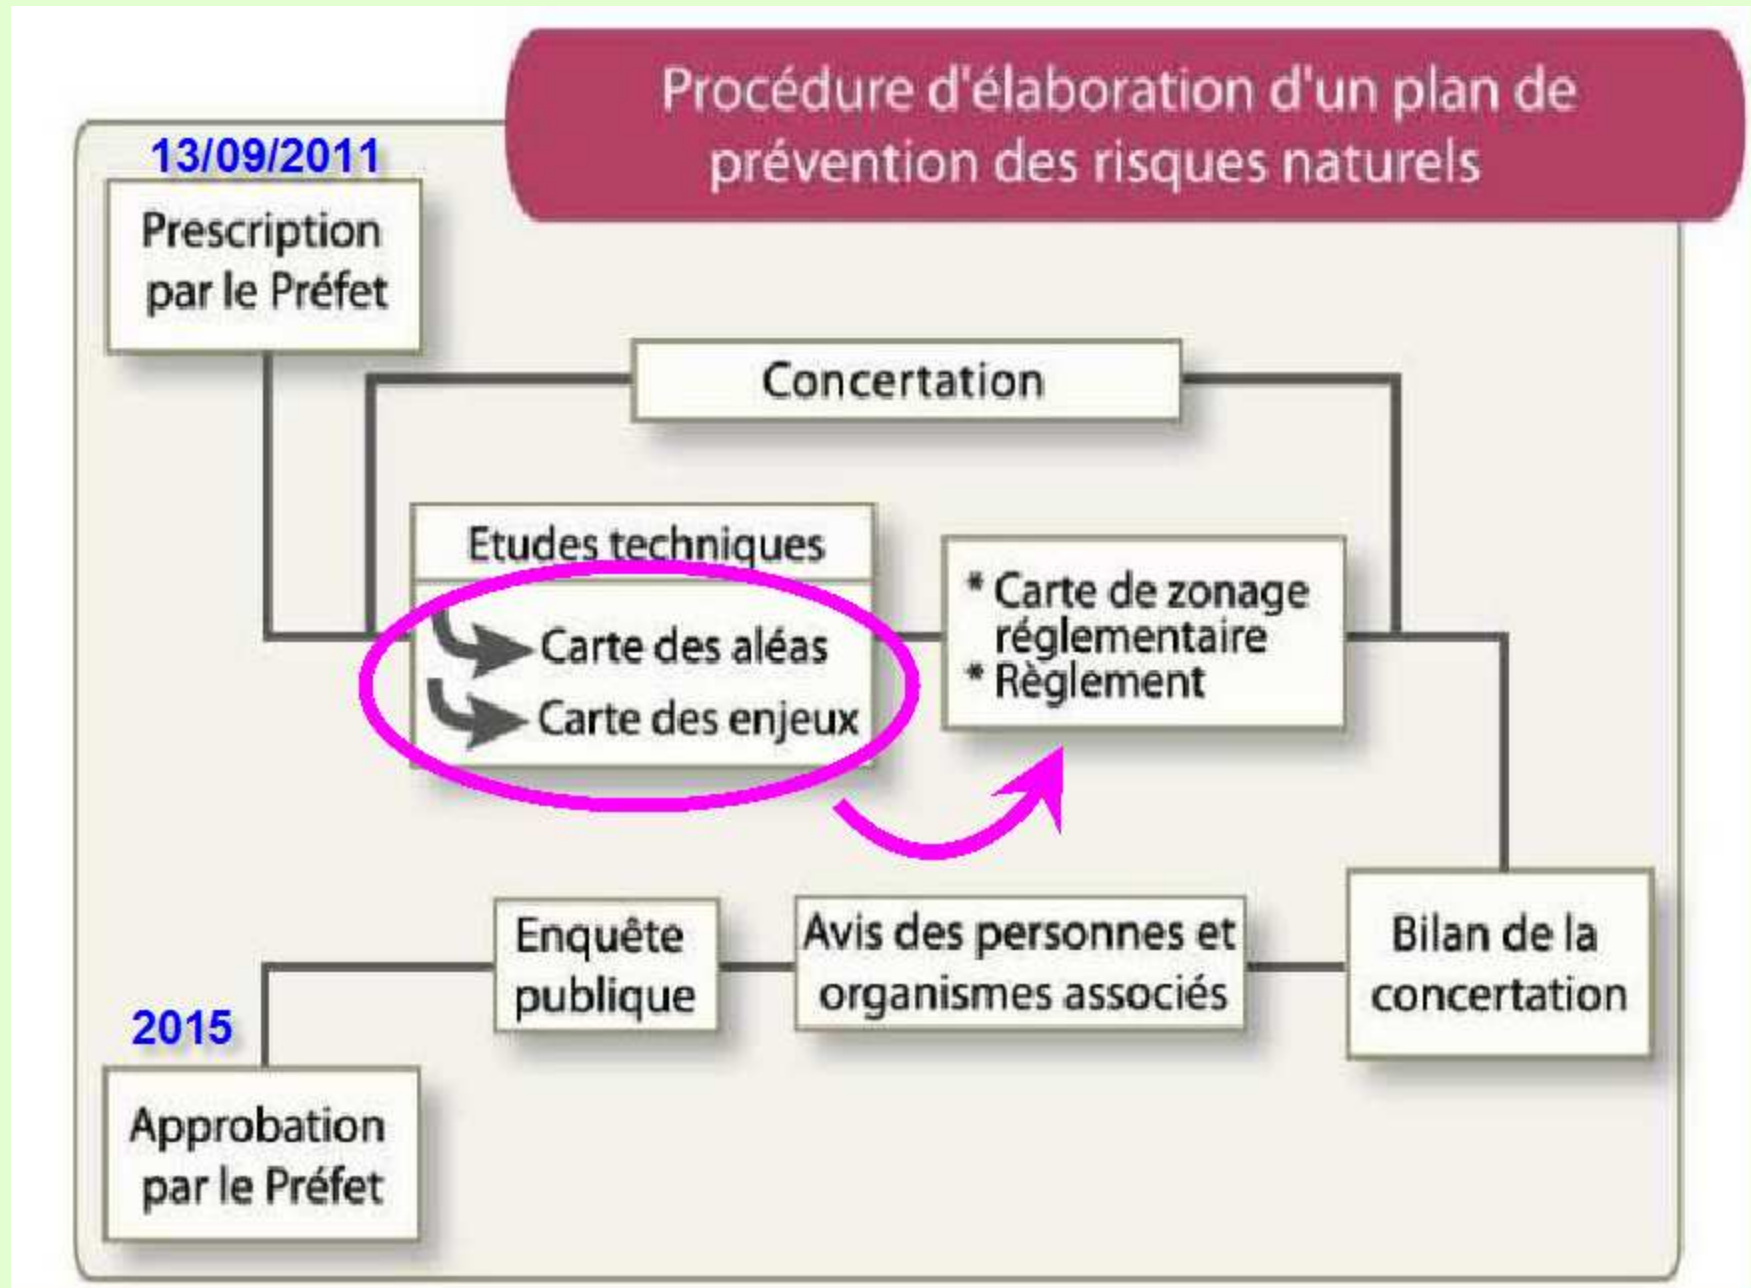 Procédure d'élaboration d'un plan de
prévention des risques naturels
13/09/2011
Prescription
par le Préfet
Concertation
Etudes techniques
Carte des aléas
Carte des enjeux
* Carte de zonage
réglementaire
* Règlement
Bilan de la
concertation
Avis des personnes et
organismes associés
Enquête
publique
2015
Approbation
par le Préfet